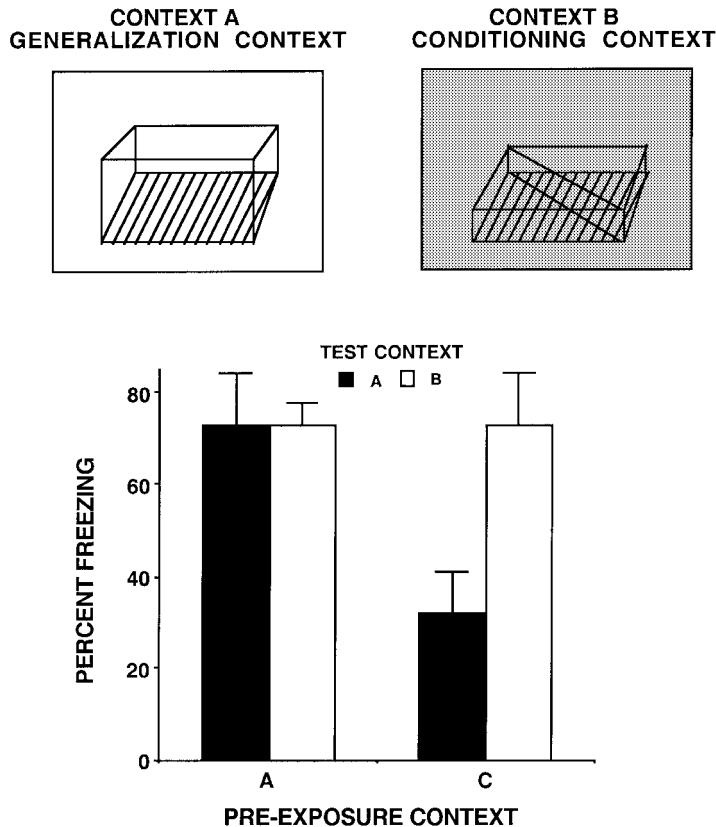 CONTEXT A
GENERALIZATION CONTEXT
CONTEXT B
CONDITIONING CONTEXT
TEST CONTEXT
A B
PERCENT FREEZING
80
60
40
20
0
A C
PRE-EXPOSURE CONTEXT